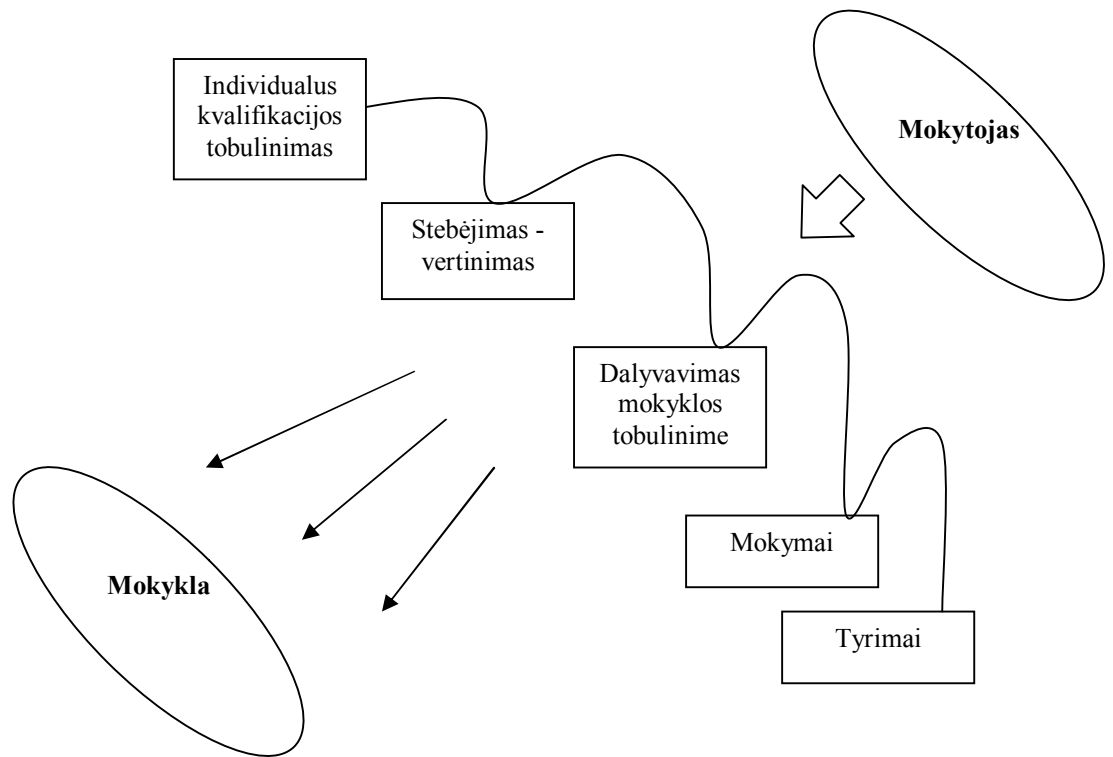 Individualus
kvalifikacijos
tobulinimas
Mokytojas
Stebėjimas -
vertinimas
Dalyvavimas
mokyklos
tobulinime
Mokymai
Mokykla
Tyrimai